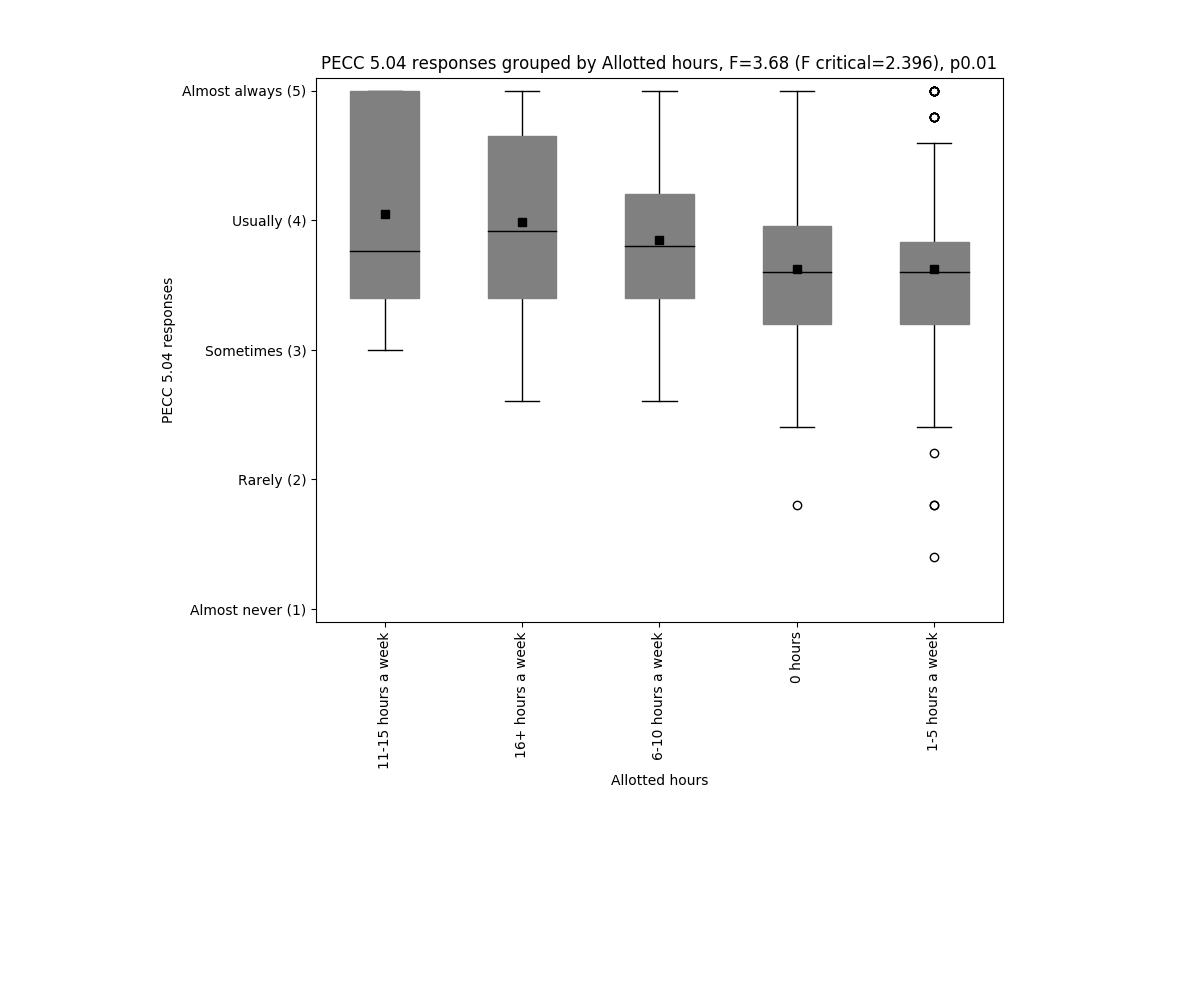 PECC 5.04 responses grouped by Allotted hours, F=3.68 (F critical=2.396), p0.01
Almost always (5)
Usually (4)
Sometimes (3)
Rarely (2)
Almost never (1)
PECC 5.04 responses
11-15 hours a week
16+ hours a week
6-10 hours a week
0 hours
1-5 hours a week
Allotted hours